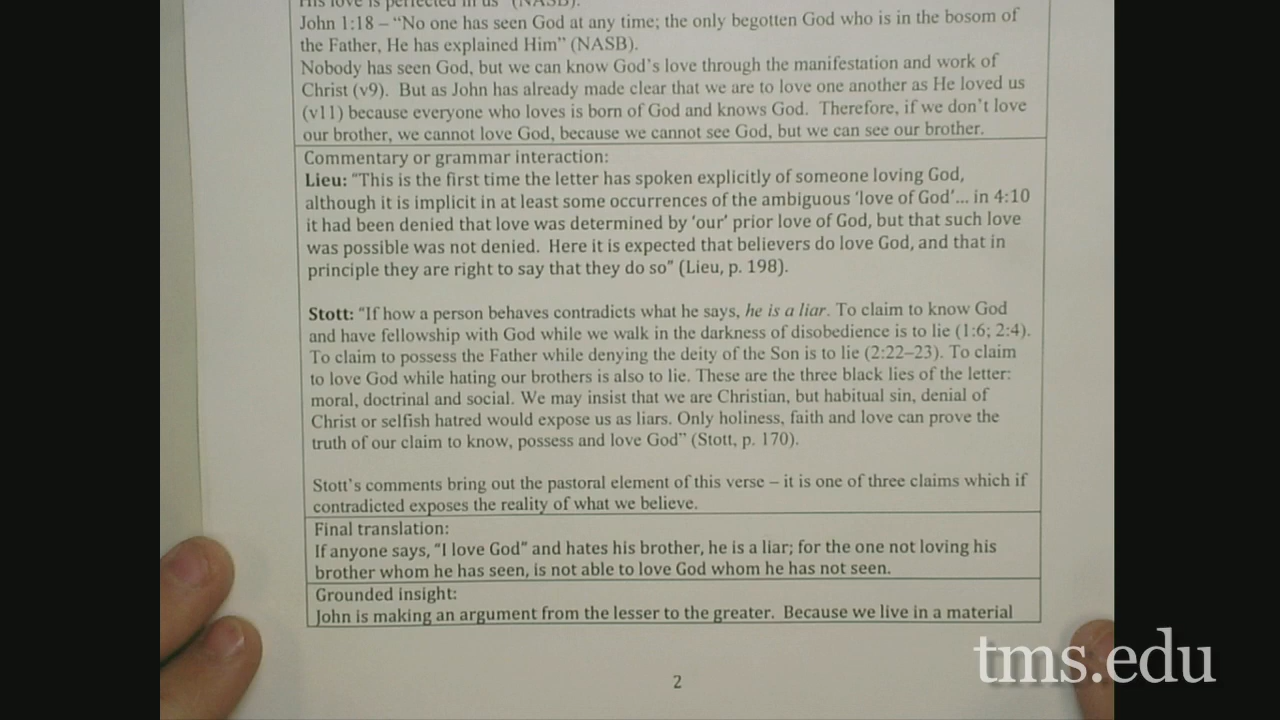 His love is perfected in us" (NASB).
John 1:18 – "No one has seen God at any time; the only begotten God who is in the bosom of
the Father, He has explained Him" (NASB).
Nobody has seen God, but we can know God's love through the manifestation and work of
Christ (v9). But as John has already made clear that we are to love one another as He loved us
(v11) because everyone who loves is born of God and knows God. Therefore, if we don't love
our brother, we cannot love God, because we cannot see God, but we can see our brother.
Commentary or grammar interaction:
Lieu: "This is the first time the letter has spoken explicitly of someone loving God,
although it is implicit in at least some occurrences of the ambiguous 'love of God'... in 4:10
it had been denied that love was determined by 'our' prior love of God, but that such love
was possible was not denied. Here it is expected that believers do love God, and that in
principle they are right to say that they do so" (Lieu, p. 198).
Stott: "If how a person behaves contradicts what he says, he is a liar. To claim to know God
and have fellowship with God while we walk in the darkness of disobedience is to lie (1:6; 2:4).
To claim to possess the Father while denying the deity of the Son is to lie (2:22–23). To claim
to love God while hating our brothers is also to lie. These are the three black lies of the letter:
moral, doctrinal and social. We may insist that we are Christian, but habitual sin, denial of
Christ or selfish hatred would expose us as liars. Only holiness, faith and love can prove the
truth of our claim to know, possess and love God" (Stott, p. 170).
Stott's comments bring out the pastoral element of this verse – it is one of three claims which if
contradicted exposes the reality of what we believe.
Final translation:
If anyone says, "I love God" and hates his brother, he is a liar; for the one not loving his
brother whom he has seen, is not able to love God whom he has not seen.
Grounded insight:
John is making an argument from the lesser to the greater. Because we live in a material
2
tms.edu